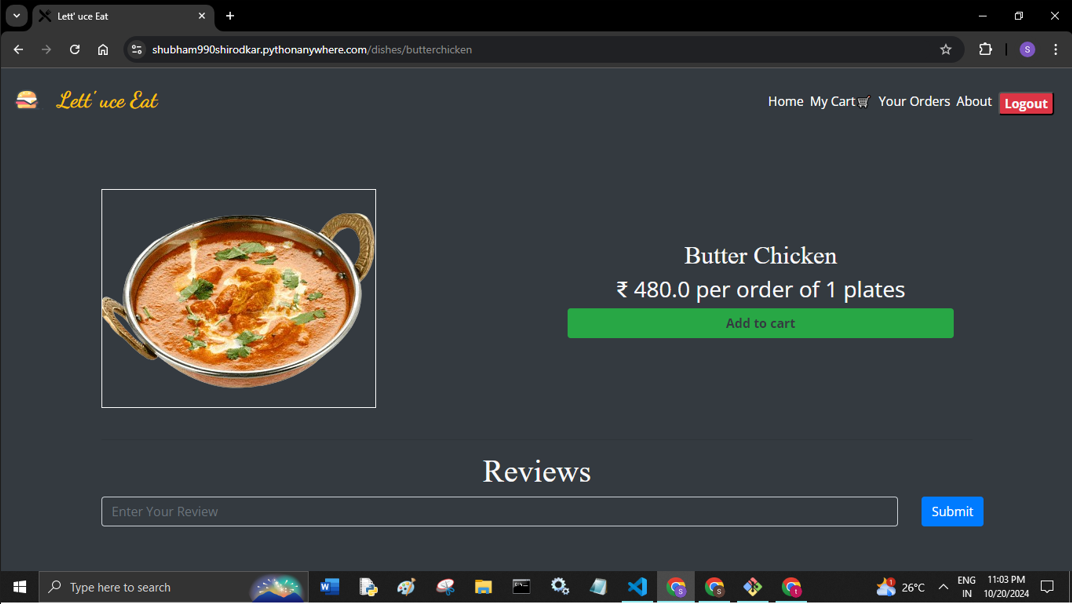 Lett' uce Eat
shubham990shirodkar.pythonanywhere.com/dishes/butterchicken
S
Lett' uce Eat
Home My Cart Your Orders About Logout
Butter Chicken
₹ 480.0 per order of 1 plates
Add to cart
Reviews
Enter Your Review
Submit
Type here to search
26°C
ENG
IN
11:03 PM
10/20/2024